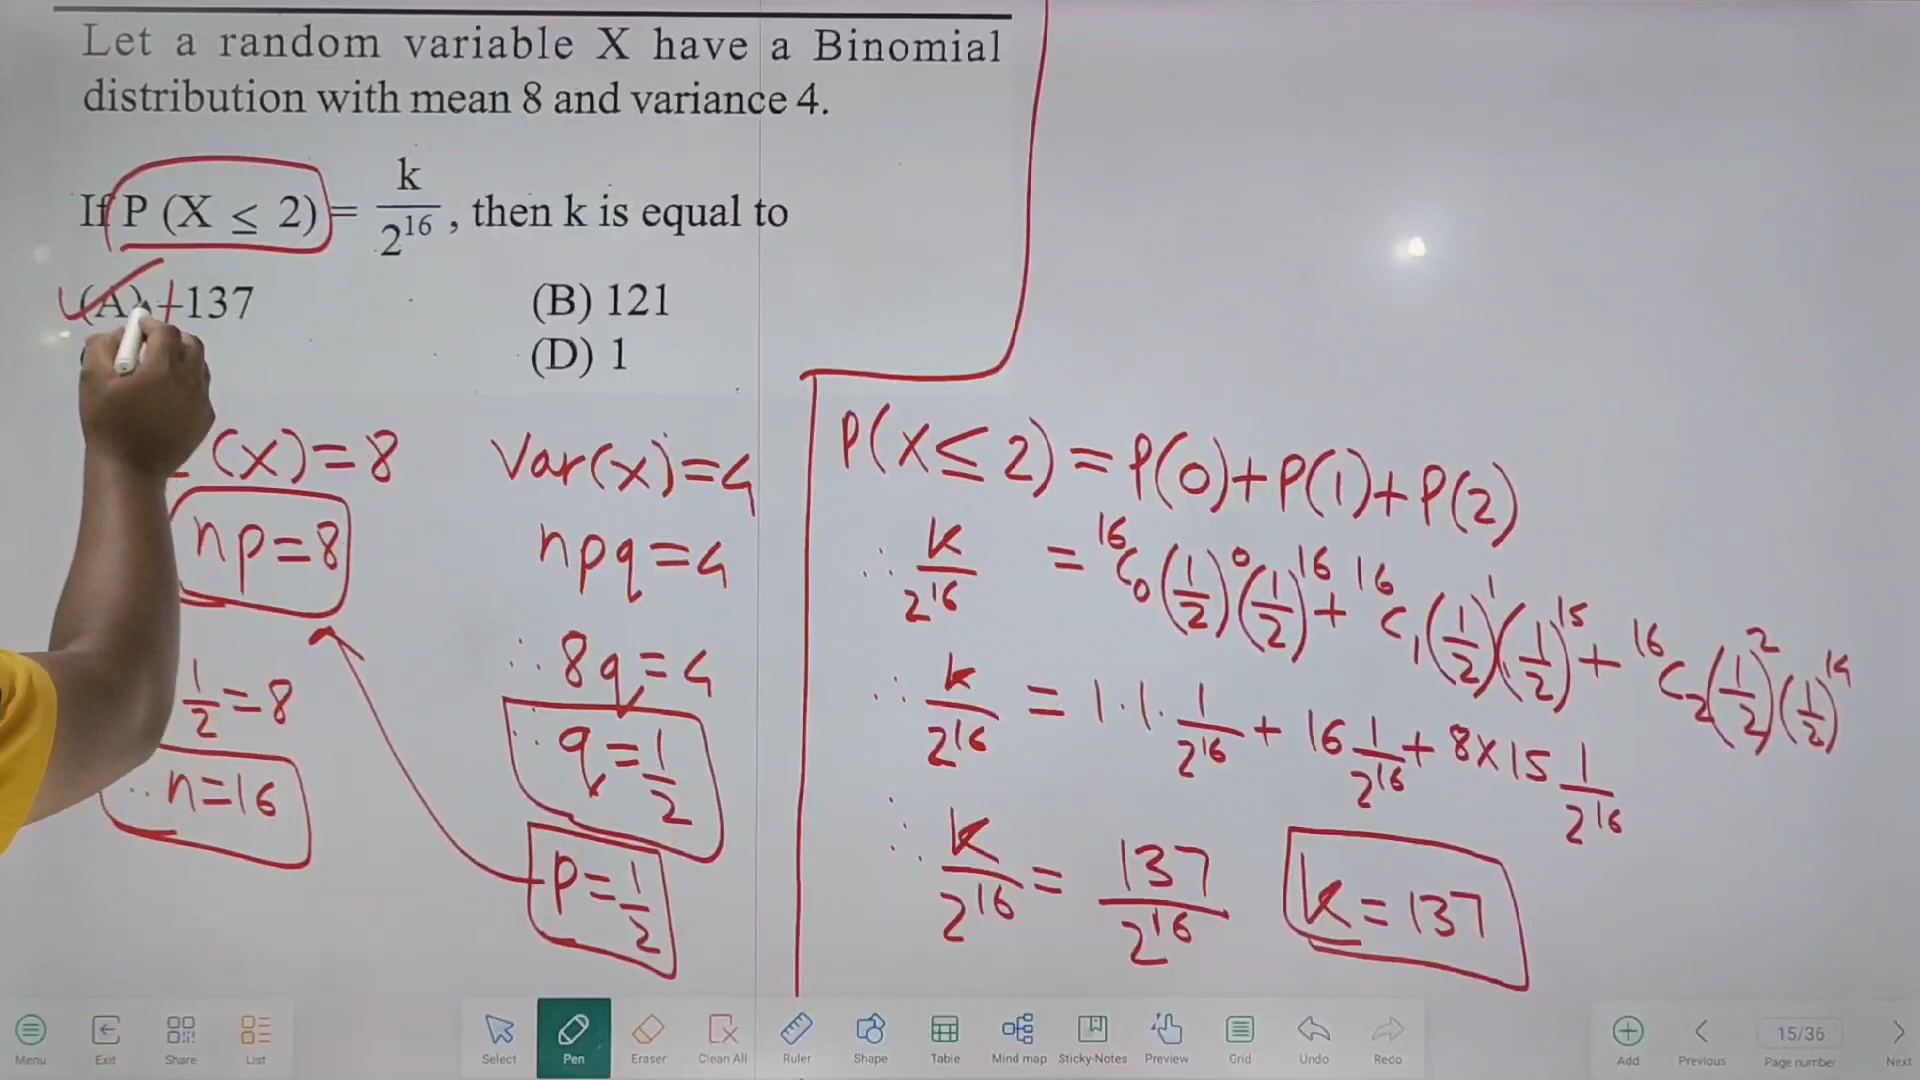 Let a random variable X have a Binomial
distribution with mean 8 and variance 4.
If P (X ≤ 2) = k/2^16, then k is equal to
(A) +137 (B) 121
(D) 1
(x)=8
np=8
1/2=8
∴ n=16
Var(x)=4
npq=4
∴ 8q=4
∴ q=1/2
p=1/2
P(X≤2)=P(0)+P(1)+P(2)
∴ k/2^16 = 16C0(1/2)^0(1/2)^16+16C1(1/2)^1(1/2)^15+16C2(1/2)^2(1/2)^14
∴ k/2^16 = 1·1·1/2^16+16 1/2^16+8×15 1/2^16
∴ k/2^16 = 137/2^16
k=137
Menu Exit Share List Select Pen Eraser Clean All Ruler Shape Table Mind map Sticky-Notes Preview Grid Undo Redo Add Previous 15/36 Page number Next